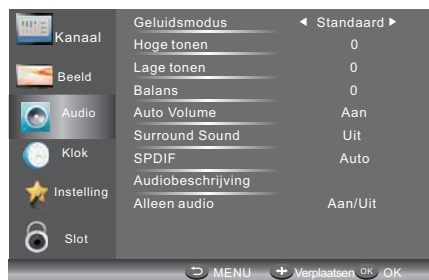 Kanaal
Beeld
Audio
Klok
Instelling
Slot
Geluidsmodus Standaard
Hoge tonen 0
Lage tonen 0
Balans 0
Auto Volume Aan
Surround Sound Uit
SPDIF Auto
Audiobeschrijving
Alleen audio Aan/Uit
MENU Verplaatsen OK OK